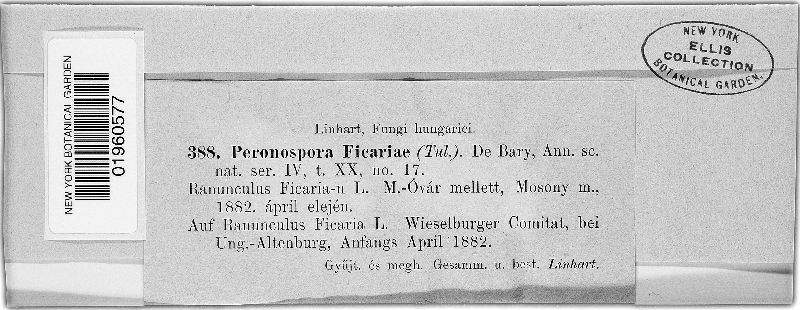 NEW YORK
ELLIS
COLLECTION
BOTANICAL GARDEN.
NEW YORK BOTANICAL GARDEN
01960577
Linhart, Fungi hungarici.
388. Peronospora Ficariae (Tul.). De Bary, Ann. sc.
nat. ser. IV, t. XX, no. 17.
Ranunculus Ficaria-n L. M.-Óvár mellett, Mosony m.,
1882. ápril elején.
Auf Ranunculus Ficaria L. Wieselburger Comitat, bei
Ung.-Altenburg, Anfangs April 1882.
Gyűjt. és megh. Gesamm. u. best. Linhart.